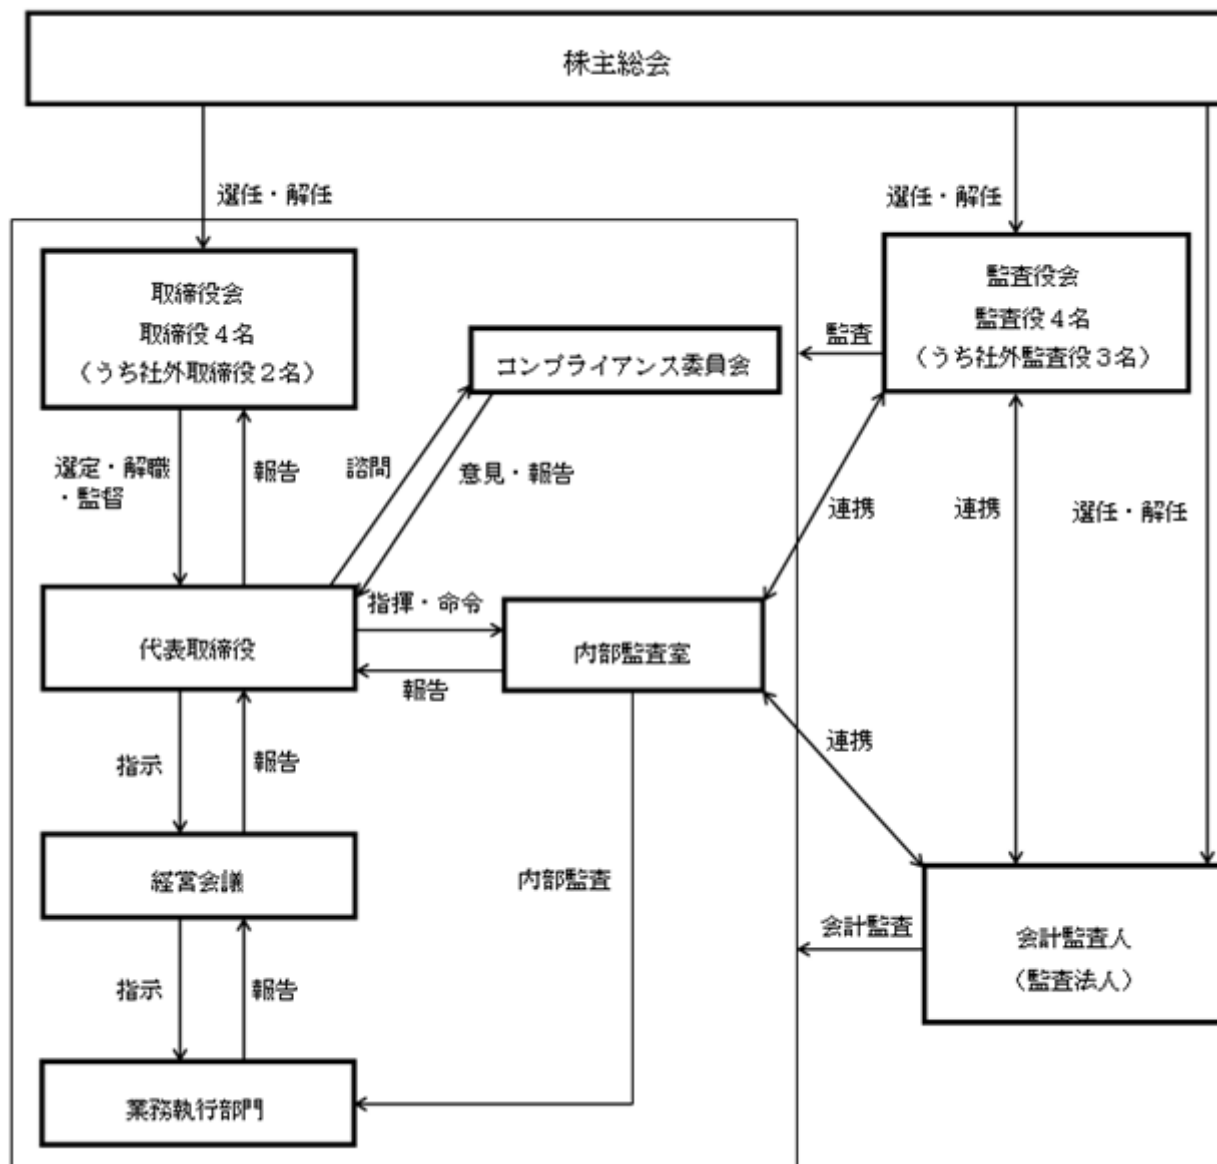 株主総会
選任・解任
選任・解任
取締役会
取締役４名
（うち社外取締役２名）
監査役会
監査役４名
（うち社外監査役３名）
監査
コンプライアンス委員会
選定・解職
・監督
報告
諮問
意見・報告
連携
連携
選任・解任
指揮・命令
代表取締役
内部監査室
報告
指示
報告
連携
経営会議
内部監査
会計監査
会計監査人
（監査法人）
指示
報告
業務執行部門